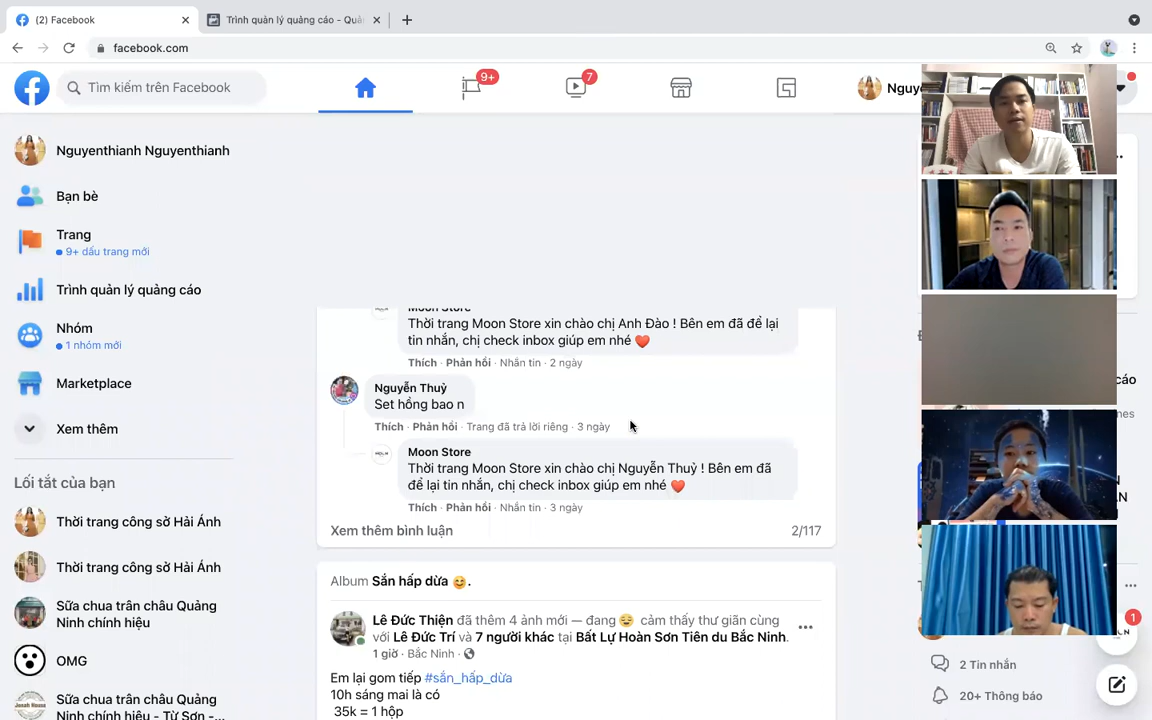 (2) Facebook
Trình quản lý quảng cáo - Quả
facebook.com
Tìm kiếm trên Facebook
9+
7
Nguye
Nguyenthianh Nguyenthianh
Bạn bè
Trang
9+ dấu trang mới
Trình quản lý quảng cáo
Nhóm
1 nhóm mới
Marketplace
Xem thêm
Lối tắt của bạn
Thời trang công sở Hải Ánh
Thời trang công sở Hải Ánh
Sữa chua trân châu Quảng
Ninh chính hiệu
OMG
Sữa chua trân châu Quảng
Ninh chính hiệu - Từ Sơn -...
Moon Store
Thời trang Moon Store xin chào chị Anh Đào ! Bên em đã để lại
tin nhắn, chị check inbox giúp em nhé ❤️
Thích · Phản hồi · Nhắn tin · 2 ngày
Nguyễn Thuỷ
Set hồng bao n
Thích · Phản hồi · Trang đã trả lời riêng · 3 ngày
Moon Store
Thời trang Moon Store xin chào chị Nguyễn Thuỷ ! Bên em đã
để lại tin nhắn, chị check inbox giúp em nhé ❤️
Thích · Phản hồi · Nhắn tin · 3 ngày
Xem thêm bình luận
2/117
Album Sắn hấp dừa 😊.
Lê Đức Thiện đã thêm 4 ảnh mới — đang 😌 cảm thấy thư giãn cùng
với Lê Đức Trí và 7 người khác tại Bất Lự Hoàn Sơn Tiên du Bắc Ninh.
1 giờ · Bắc Ninh ·
Em lại gom tiếp #sắn_hấp_dừa
10h sáng mai là có
35k = 1 hộp
cáo
nes
N
AN
1
2 Tin nhắn
20+ Thông báo